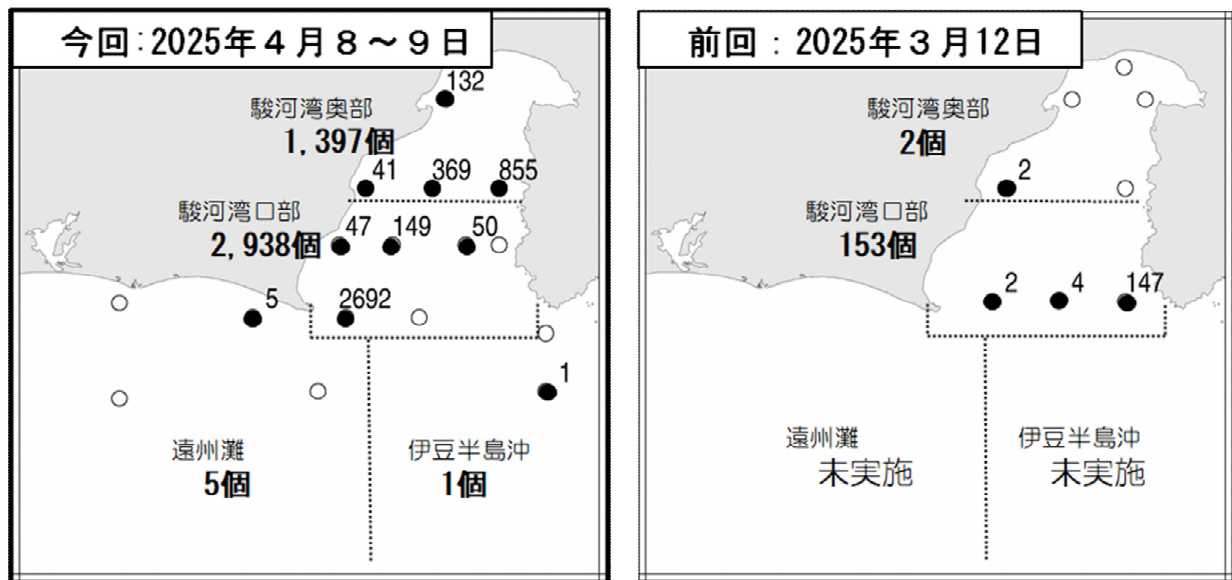 今回:2025年４月８～９日
132
駿河湾奥部
1,397個
41 369 855
駿河湾口部
2,938個
47 149 50
5 2692
1
遠州灘
5個
伊豆半島沖
1個
前回：2025年３月12日
駿河湾奥部
2個
2
駿河湾口部
153個
2 4 147
遠州灘
未実施
伊豆半島沖
未実施